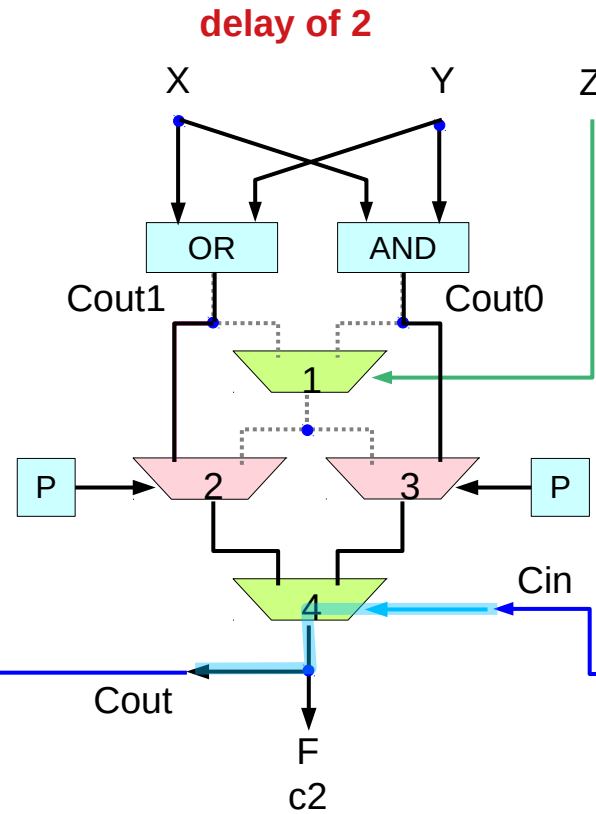 delay of 2
X Y Z
OR AND
Cout1 Cout0
1
P 2 3 P
4 Cin
Cout
F
c2